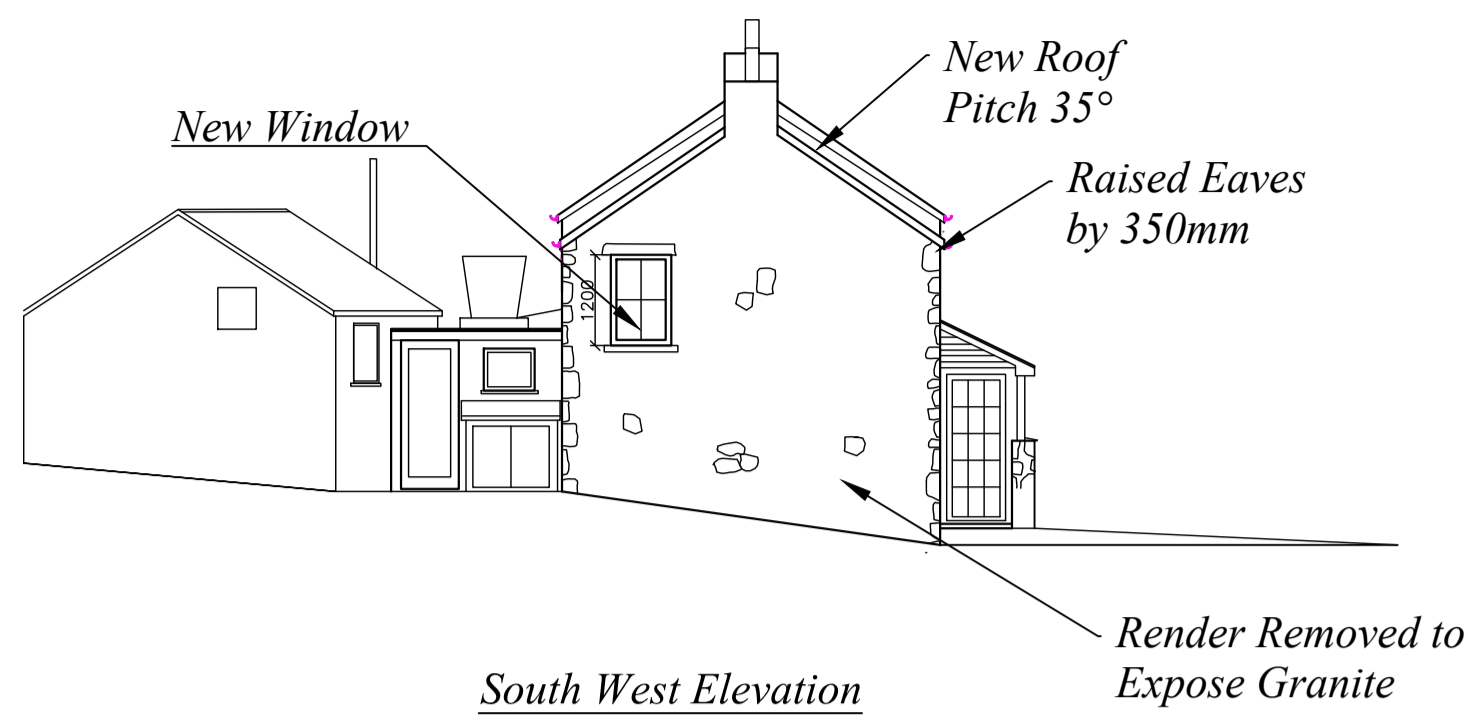 New Roof
Pitch 35°
New Window
Raised Eaves
by 350mm
1200
Render Removed to
Expose Granite
South West Elevation